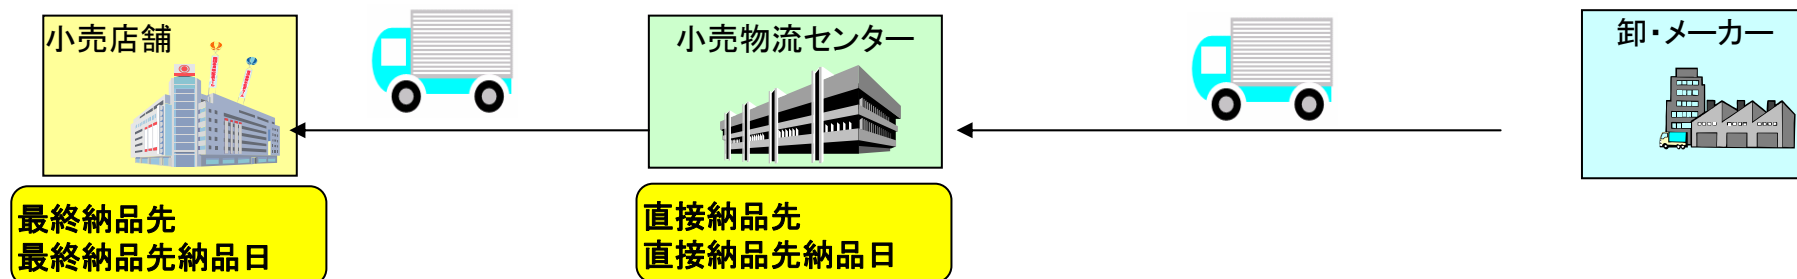 小売店舗
小売物流センター
卸・メーカー
最終納品先
最終納品先納品日
直接納品先
直接納品先納品日